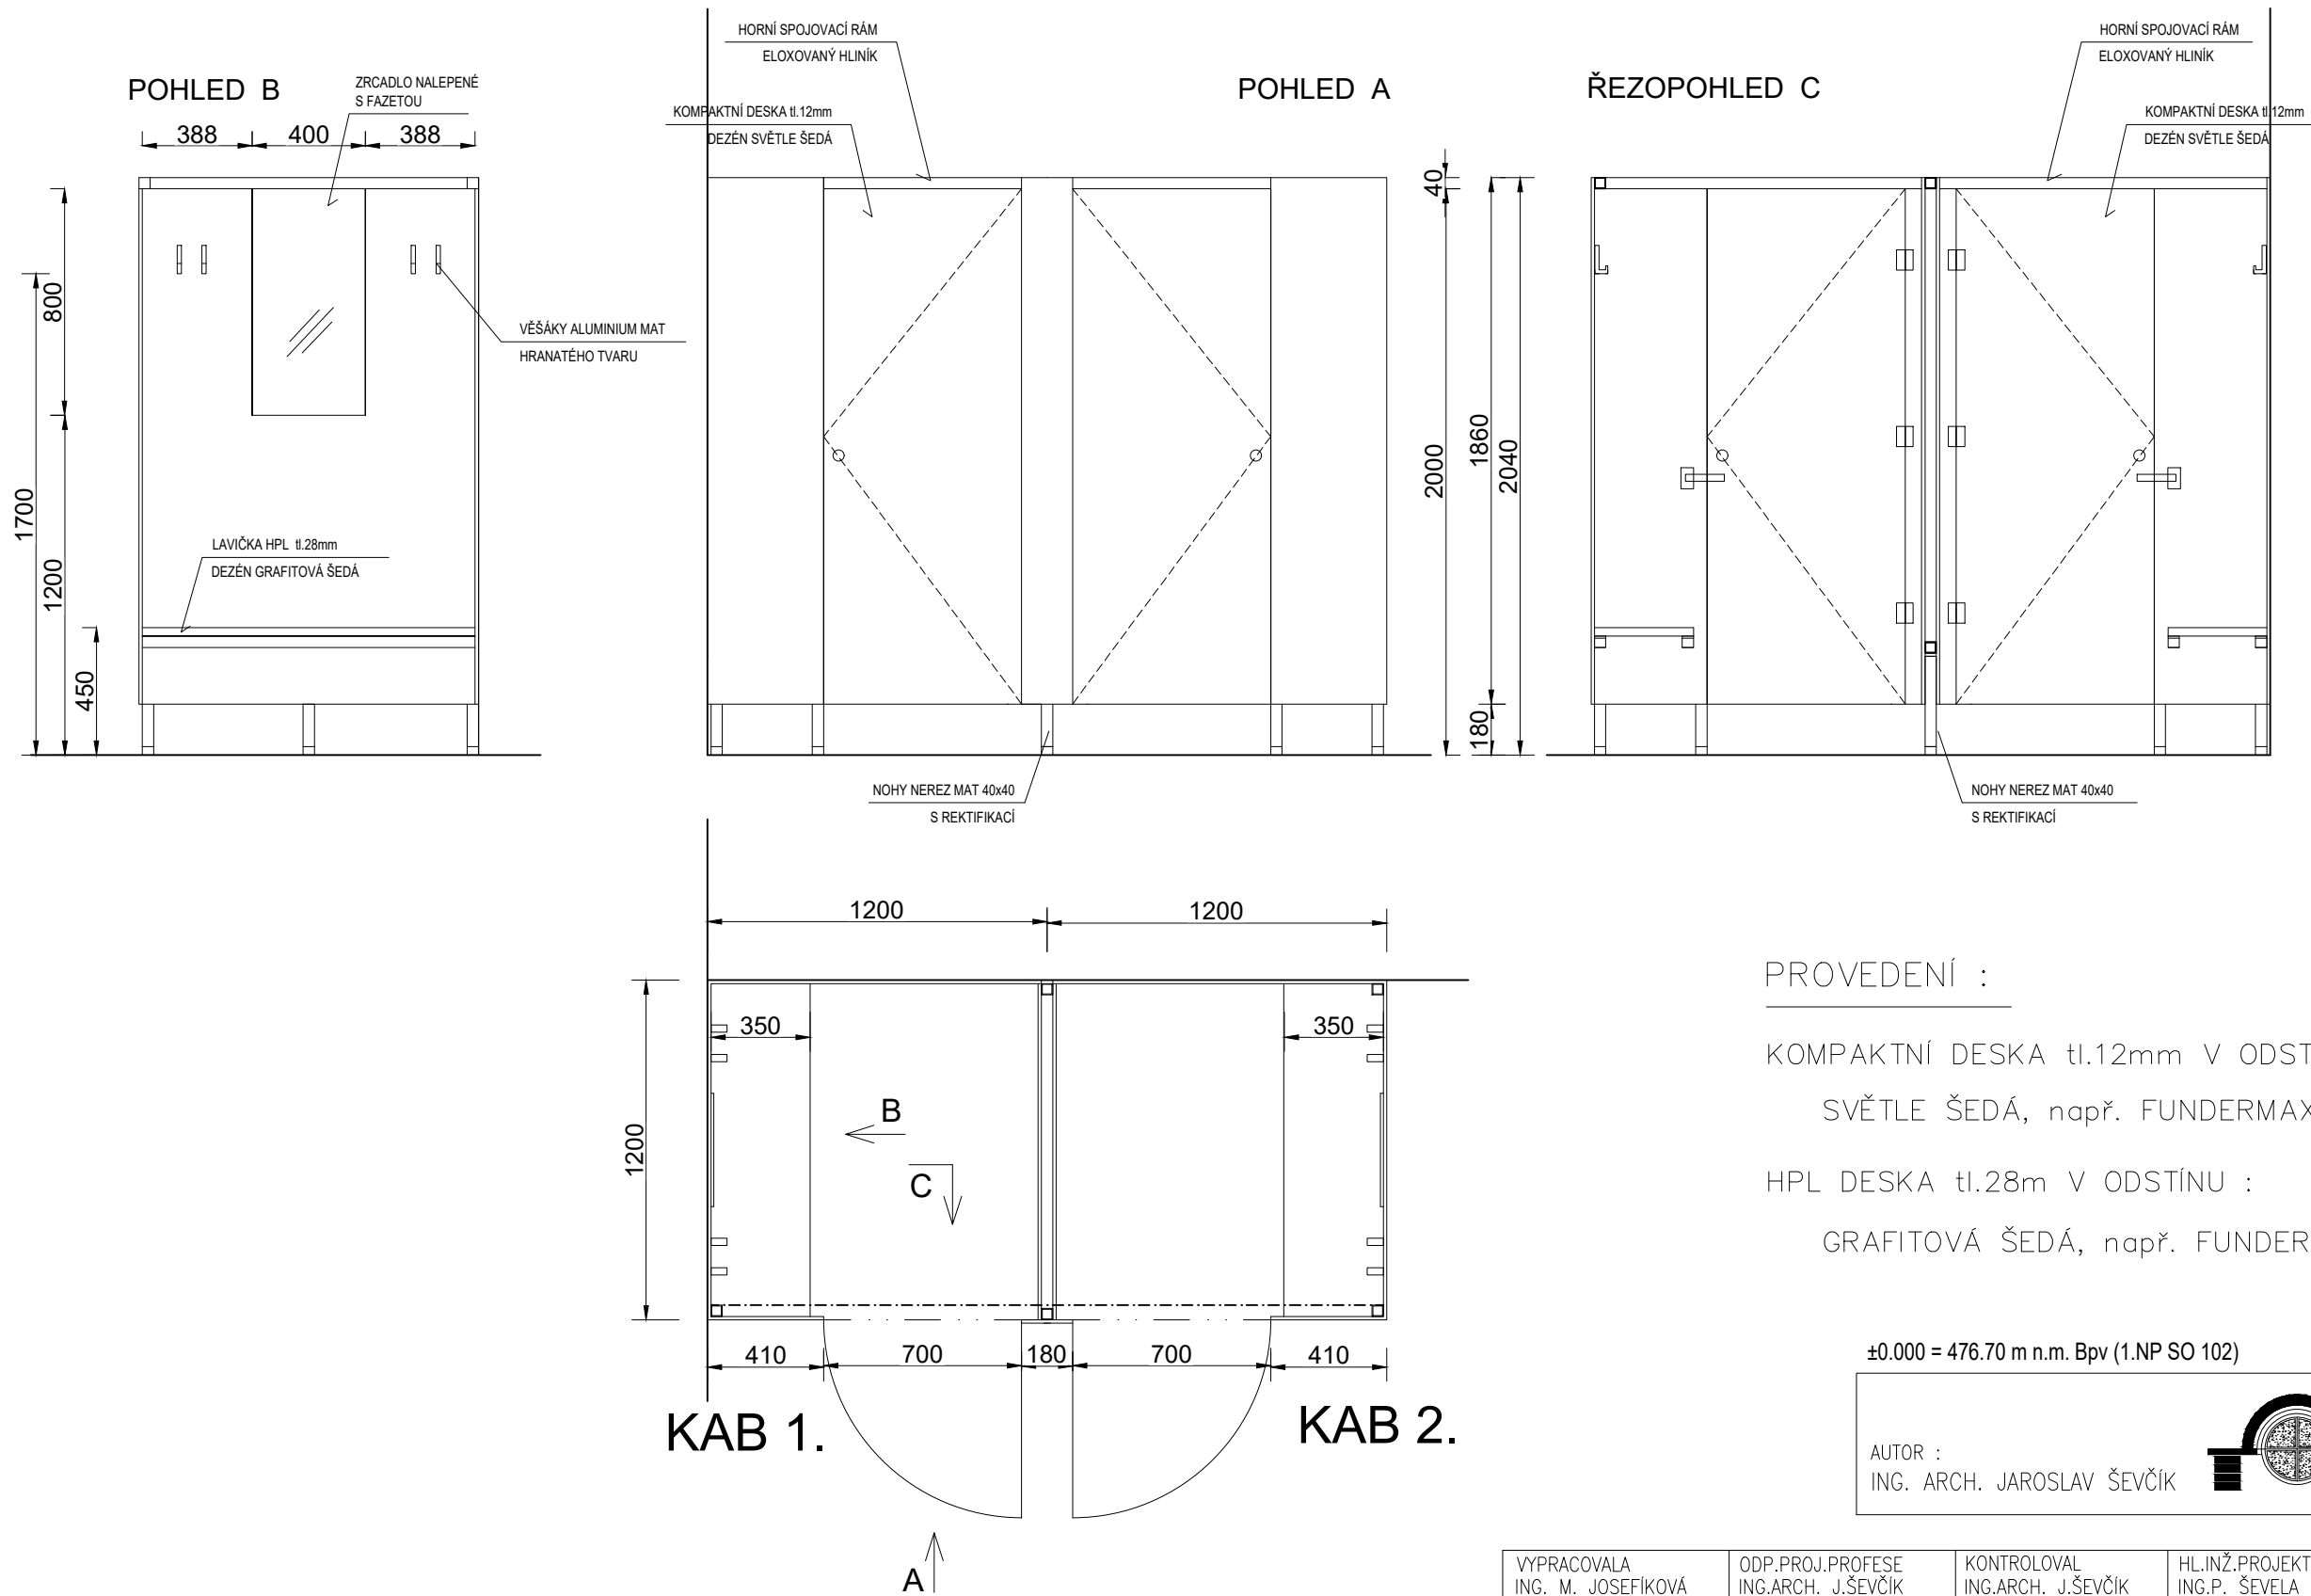 HORNÍ SPOJOVACÍ RÁM
ELOXOVANÝ HLINÍK
HORNÍ SPOJOVACÍ RÁM
ELOXOVANÝ HLINÍK
POHLED B
ZRCADLO NALEPENÉ
S FAZETOU
POHLED A
ŘEZOPOHLED C
KOMPAKTNÍ DESKA tl.12mm
DEZÉN SVĚTLE ŠEDÁ
KOMPAKTNÍ DESKA tl.12mm
DEZÉN SVĚTLE ŠEDÁ
388
400
388
40
800
VĚŠÁKY ALUMINIUM MAT
HRANATÉHO TVARU
1700
1200
450
LAVIČKA HPL tl.28mm
DEZÉN GRAFITOVÁ ŠEDÁ
2000
1860
2040
180
NOHY NEREZ MAT 40x40
S REKTIFIKACÍ
NOHY NEREZ MAT 40x40
S REKTIFIKACÍ
1200
1200
350
350
1200
B
C
410
700
180
700
410
KAB 1.
KAB 2.
A
PROVEDENÍ :
KOMPAKTNÍ DESKA tl.12mm V ODST
SVĚTLE ŠEDÁ, např. FUNDERMAX
HPL DESKA tl.28m V ODSTÍNU :
GRAFITOVÁ ŠEDÁ, např. FUNDER
±0.000 = 476.70 m n.m. Bpv (1.NP SO 102)
AUTOR :
ING. ARCH. JAROSLAV ŠEVČÍK
VYPRACOVALA
ING. M. JOSEFÍKOVÁ
ODP.PROJ.PROFESE
ING.ARCH. J.ŠEVČÍK
KONTROLOVAL
ING.ARCH. J.ŠEVČÍK
HL.INŽ.PROJEKT
ING.P. ŠEVELA